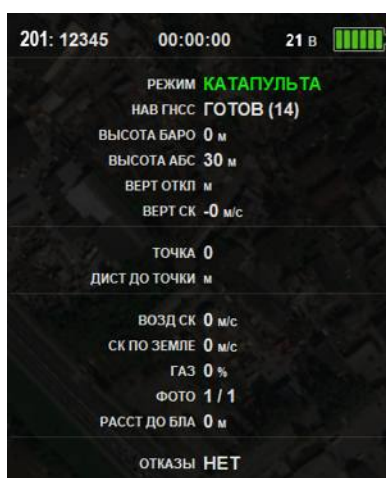 201: 12345 00:00:00 21 В
РЕЖИМ КАТАПУЛЬТА
НАВ ГНСС ГОТОВ (14)
ВЫСОТА БАРО 0 м
ВЫСОТА АБС 30 м
ВЕРТ ОТКЛ м
ВЕРТ СК -0 м/с
ТОЧКА 0
ДИСТ ДО ТОЧКИ м
ВОЗД СК 0 м/с
СК ПО ЗЕМЛЕ 0 м/с
ГАЗ 0 %
ФОТО 1 / 1
РАССТ ДО БЛА 0 м
ОТКАЗЫ НЕТ